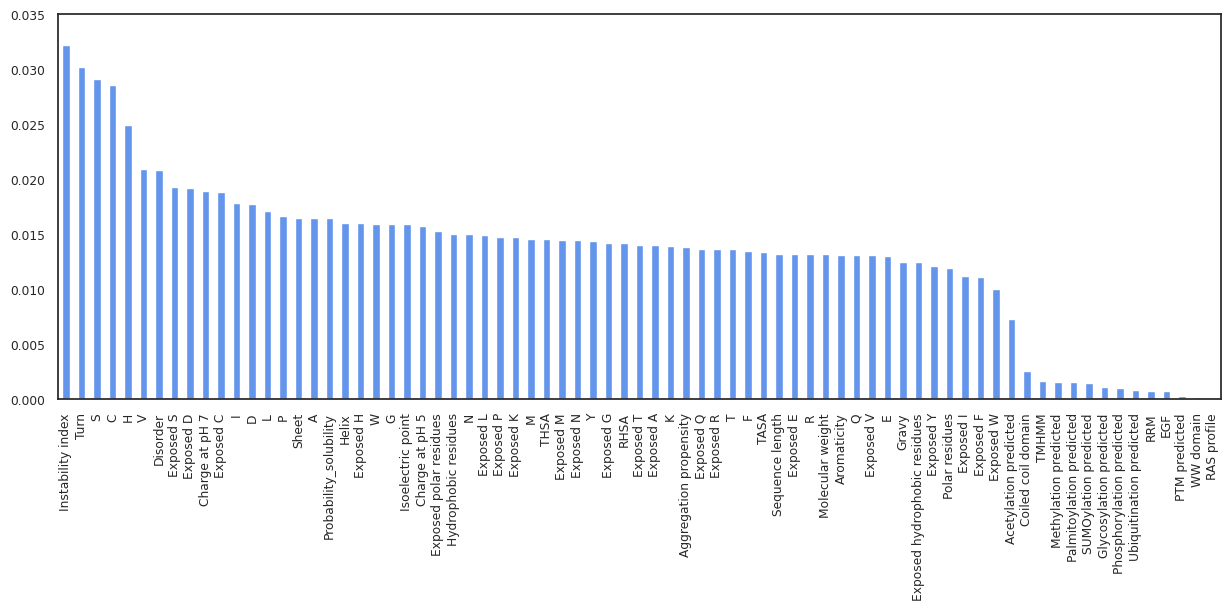 0.035
0.030
0.025
0.020
0.015
0.010
0.005
0.000
Instability index
Turn
S
C
H
V
Disorder
Exposed S
Exposed D
Charge at pH 7
Exposed C
I
D
L
P
Sheet
A
Probability_solubility
Helix
Exposed H
W
G
Isoelectric point
Charge at pH 5
Exposed polar residues
Hydrophobic residues
N
Exposed L
Exposed P
Exposed K
M
THSA
Exposed M
Exposed N
Y
Exposed G
RHSA
Exposed T
Exposed A
K
Aggregation propensity
Exposed Q
Exposed R
T
F
TASA
Sequence length
Exposed E
R
Molecular weight
Aromaticity
Q
Exposed V
E
Gravy
Exposed hydrophobic residues
Exposed Y
Polar residues
Exposed I
Exposed F
Exposed W
Acetylation predicted
Coiled coil domain
TMHMM
Methylation predicted
Palmitoylation predicted
SUMOylation predicted
Glycosylation predicted
Phosphorylation predicted
Ubiquitination predicted
RRM
EGF
PTM predicted
WW domain
RAS profile